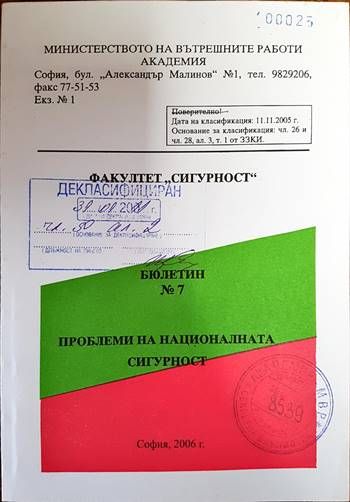 00025
МИНИСТЕРСТВОТО НА ВЪТРЕШНИТЕ РАБОТИ
АКАДЕМИЯ
София, бул. „Александър Малинов“ №1, тел. 9829206,
факс 77-51-53
Екз. № 1
Поверително!
Дата на класификация: 11.11.2005 г.
Основание за класификация: чл. 26 и
чл. 28, ал. 3, т. 1 от ЗЗКИ.
ФАКУЛТЕТ „СИГУРНОСТ“
ДЕКЛАСИФИЦИРАН
БЮЛЕТИН
№ 7
ПРОБЛЕМИ НА НАЦИОНАЛНАТА
СИГУРНОСТ
МВР
8539
София, 2006 г.